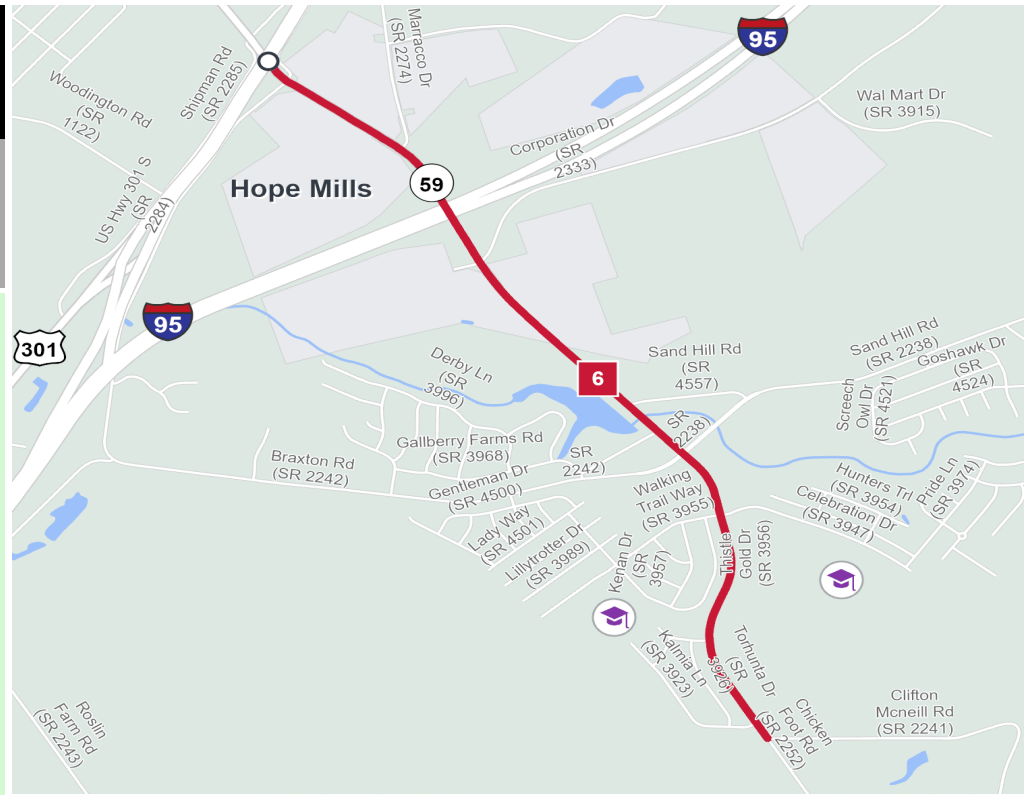 95
Marracco Dr
(SR 2274)
Shipman Rd
(SR 2285)
Woodington Rd
(SR
1122)
Wal Mart Dr
(SR 3915)
Corporation Dr
(SR
2333)
59
Hope Mills
US Hwy 301 S
(SR
2284)
95
301
Sand Hill Rd
(SR 2238)
Goshawk Dr
(SR
4524)
Sand Hill Rd
(SR
4557)
Derby Ln
(SR
3996)
6
Screech
Owl Dr
(SR 4521)
SR
2238)
Gallberry Farms Rd
(SR 3968)
SR
2242)
Braxton Rd
(SR 2242)
Gentleman Dr
(SR 4500)
Walking
Trail Way
(SR 3955)
Hunters Trl
(SR 3954)
Pride Ln
(SR 3974)
Celebration Dr
(SR 3947)
Lady Way
(SR 4501)
Lillytrotter Dr
(SR 3989)
Kenan Dr
(SR
3957)
Thistle
Gold Dr
(SR 3956)
Kalmia Ln
(SR 3923)
Torhunta Dr
(SR
3926)
Chicken
Foot Rd
(SR 2252)
Clifton
Mcneill Rd
(SR 2241)
Roslin
Farm Rd
(SR 2243)